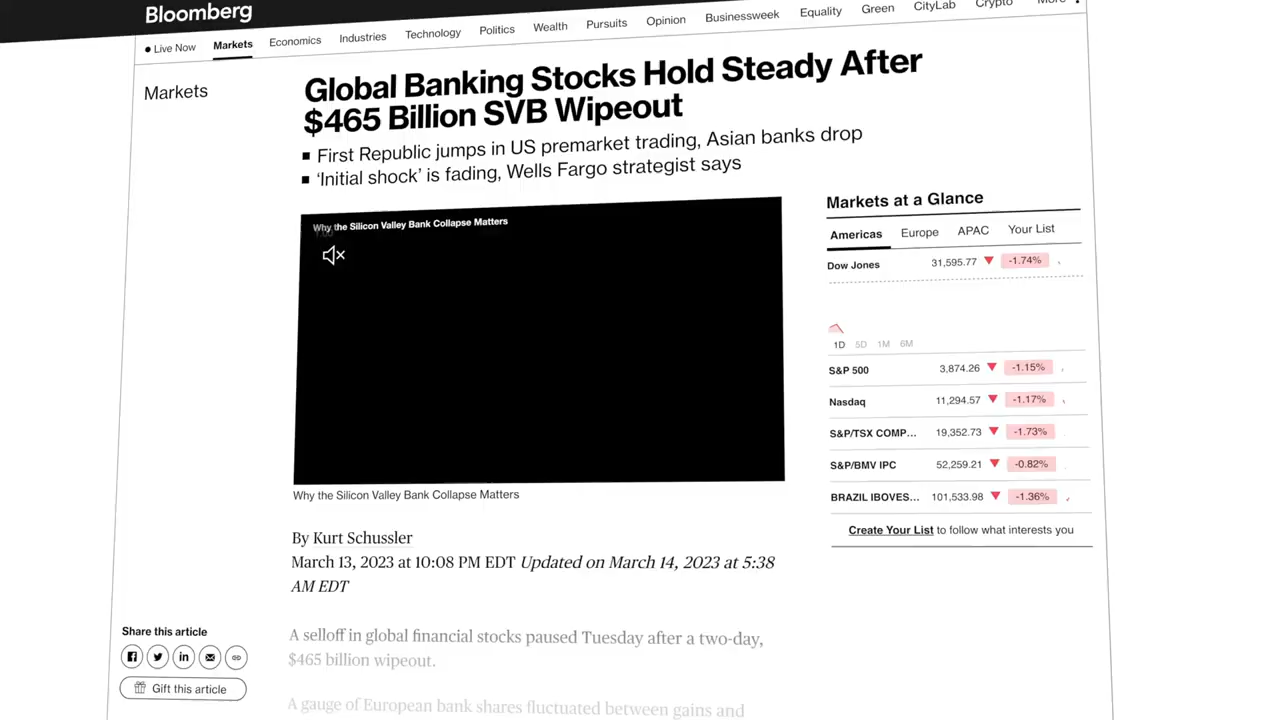 Bloomberg
Live Now Markets Economics Industries Technology Politics Wealth Pursuits Opinion Businessweek Equality Green CityLab Crypto More
Markets
Global Banking Stocks Hold Steady After
$465 Billion SVB Wipeout
First Republic jumps in US premarket trading, Asian banks drop
‘Initial shock’ is fading, Wells Fargo strategist says
Why the Silicon Valley Bank Collapse Matters
Why the Silicon Valley Bank Collapse Matters
By Kurt Schussler
March 13, 2023 at 10:08 PM EDT Updated on March 14, 2023 at 5:38
AM EDT
A selloff in global financial stocks paused Tuesday after a two-day,
$465 billion wipeout.
A gauge of European bank shares fluctuated between gains and
Share this article
Gift this article
Markets at a Glance
Americas Europe APAC Your List
Dow Jones 31,595.77 -1.74%
1D 5D 1M 6M
S&P 500 3,874.26 -1.15%
Nasdaq 11,294.57 -1.17%
S&P/TSX COMP... 19,352.73 -1.73%
S&P/BMV IPC 52,259.21 -0.82%
BRAZIL IBOVES... 101,533.98 -1.36%
Create Your List to follow what interests you